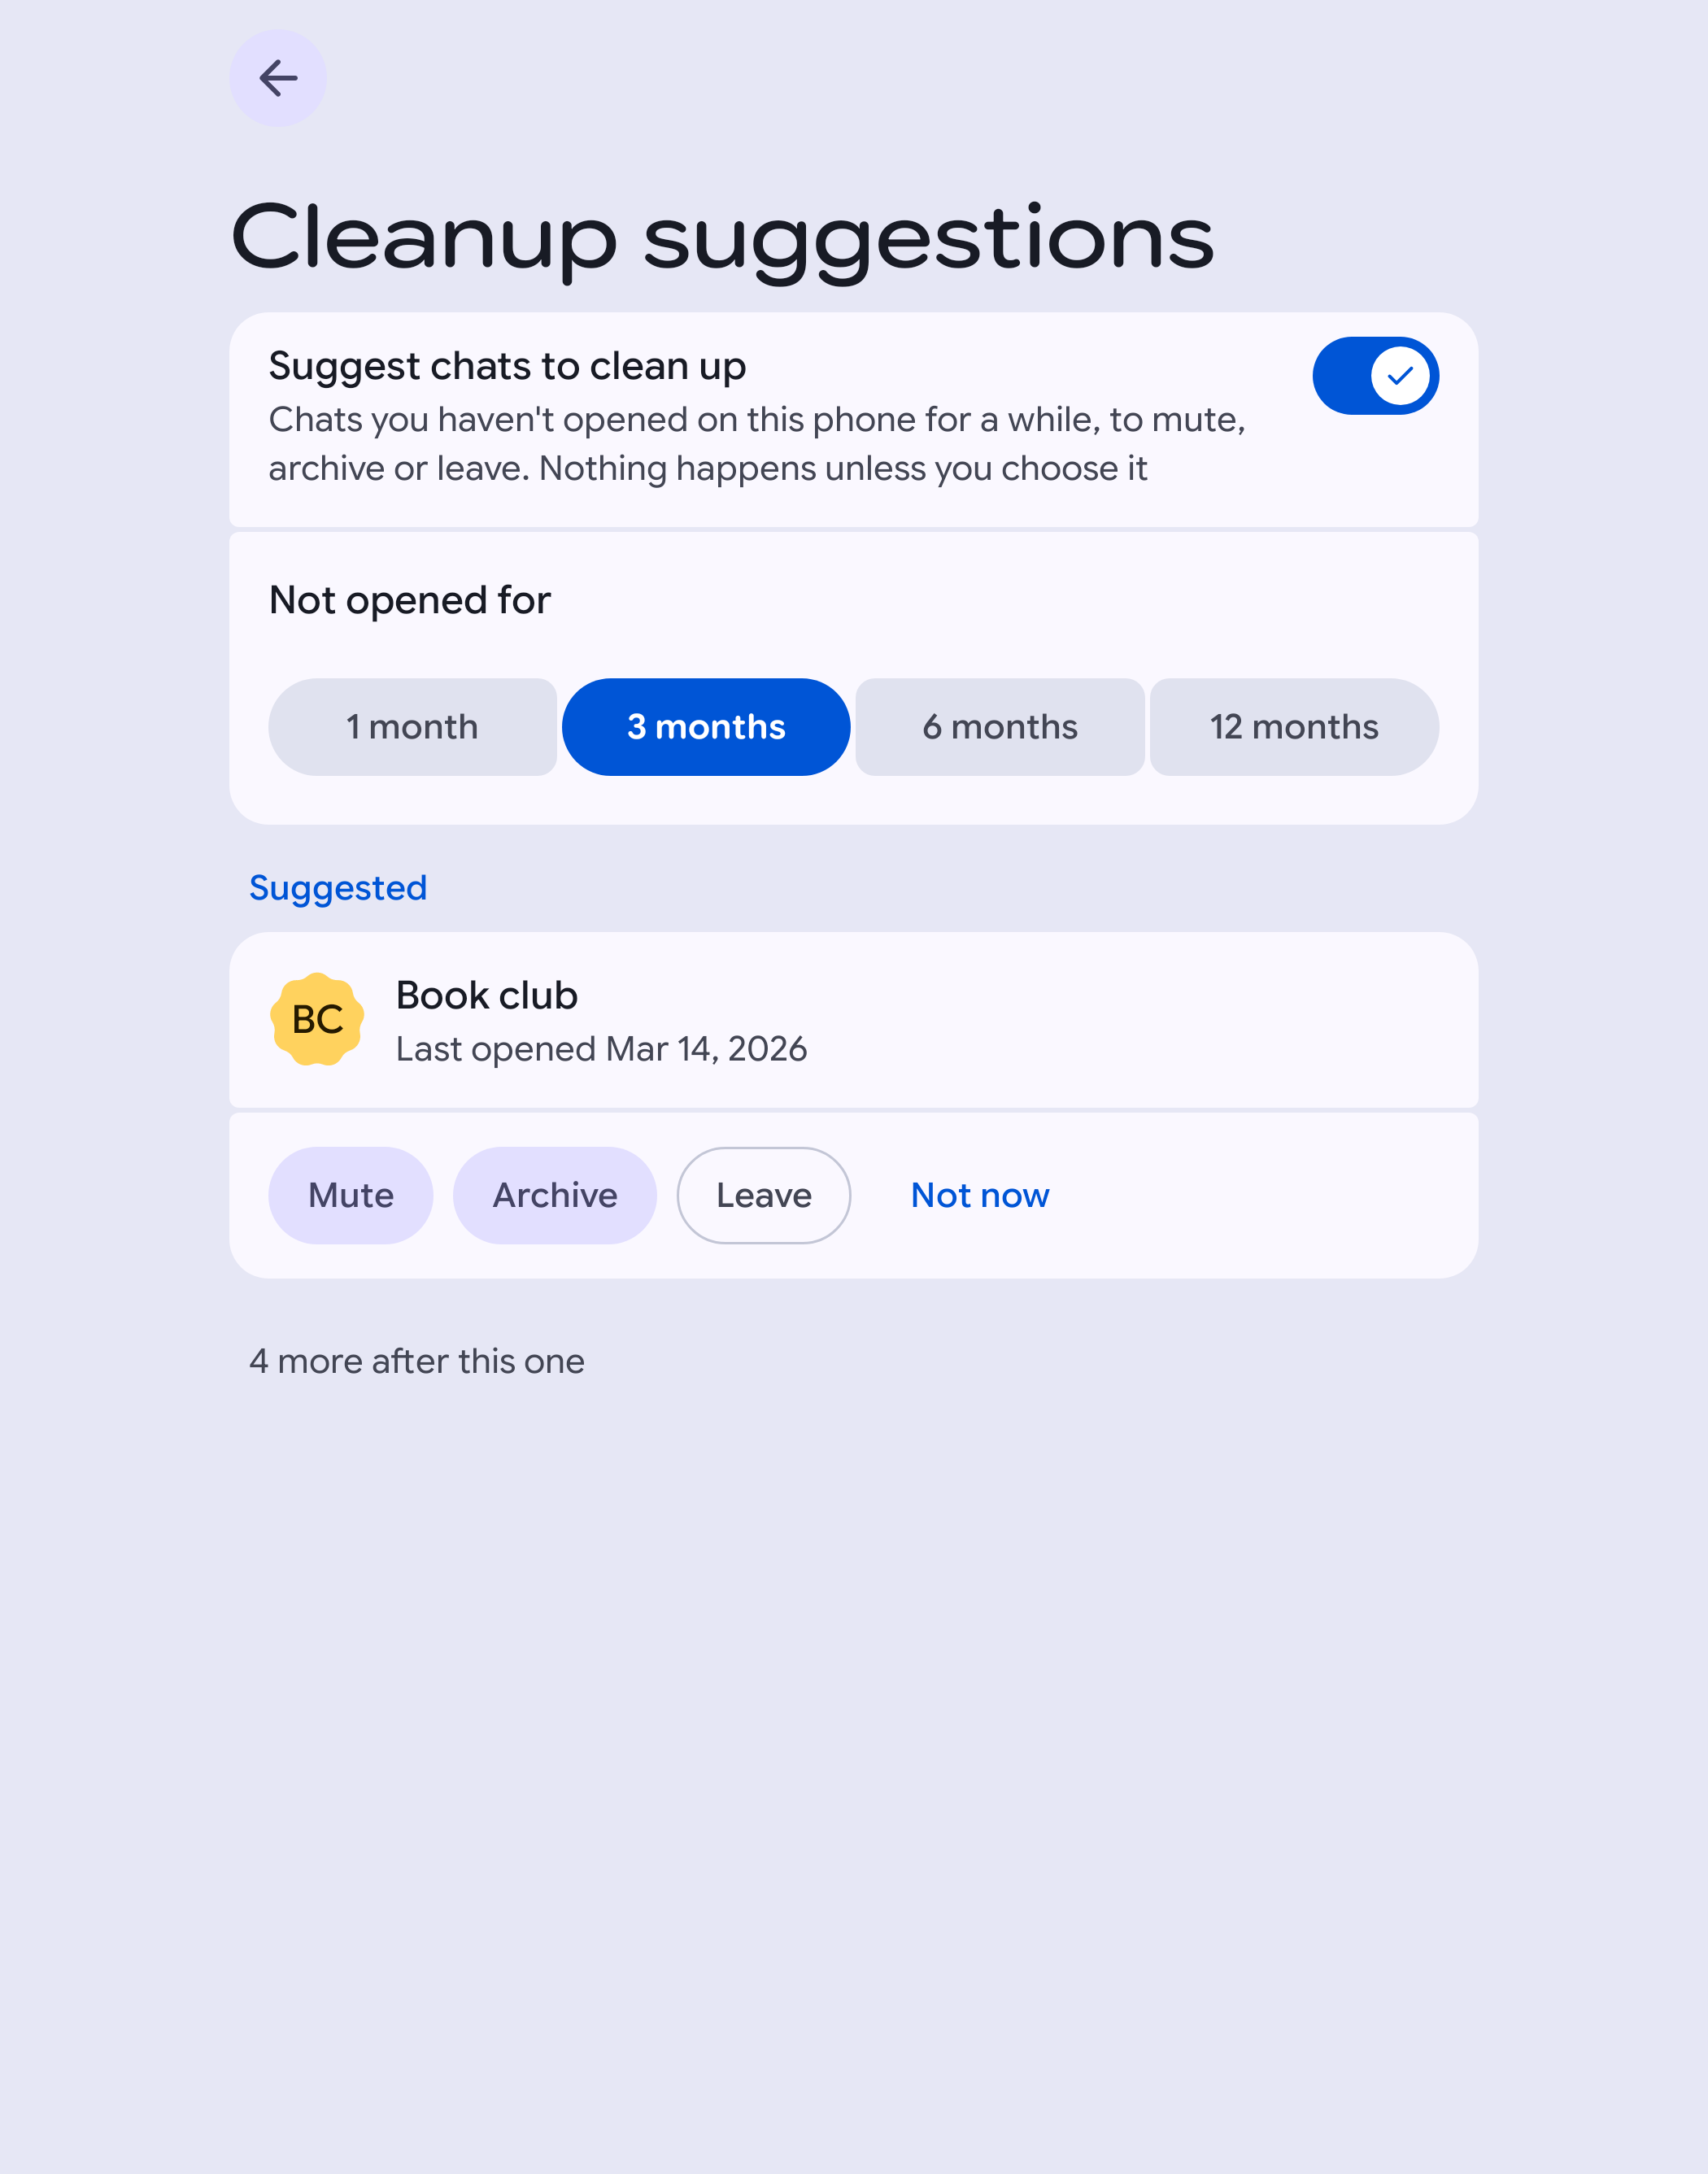 Cleanup suggestions
Suggest chats to clean up
Chats you haven't opened on this phone for a while, to mute,
archive or leave. Nothing happens unless you choose it
Not opened for
1 month
3 months
6 months
12 months
Suggested
BC
Book club
Last opened Mar 14, 2026
Mute
Archive
Leave
Not now
4 more after this one